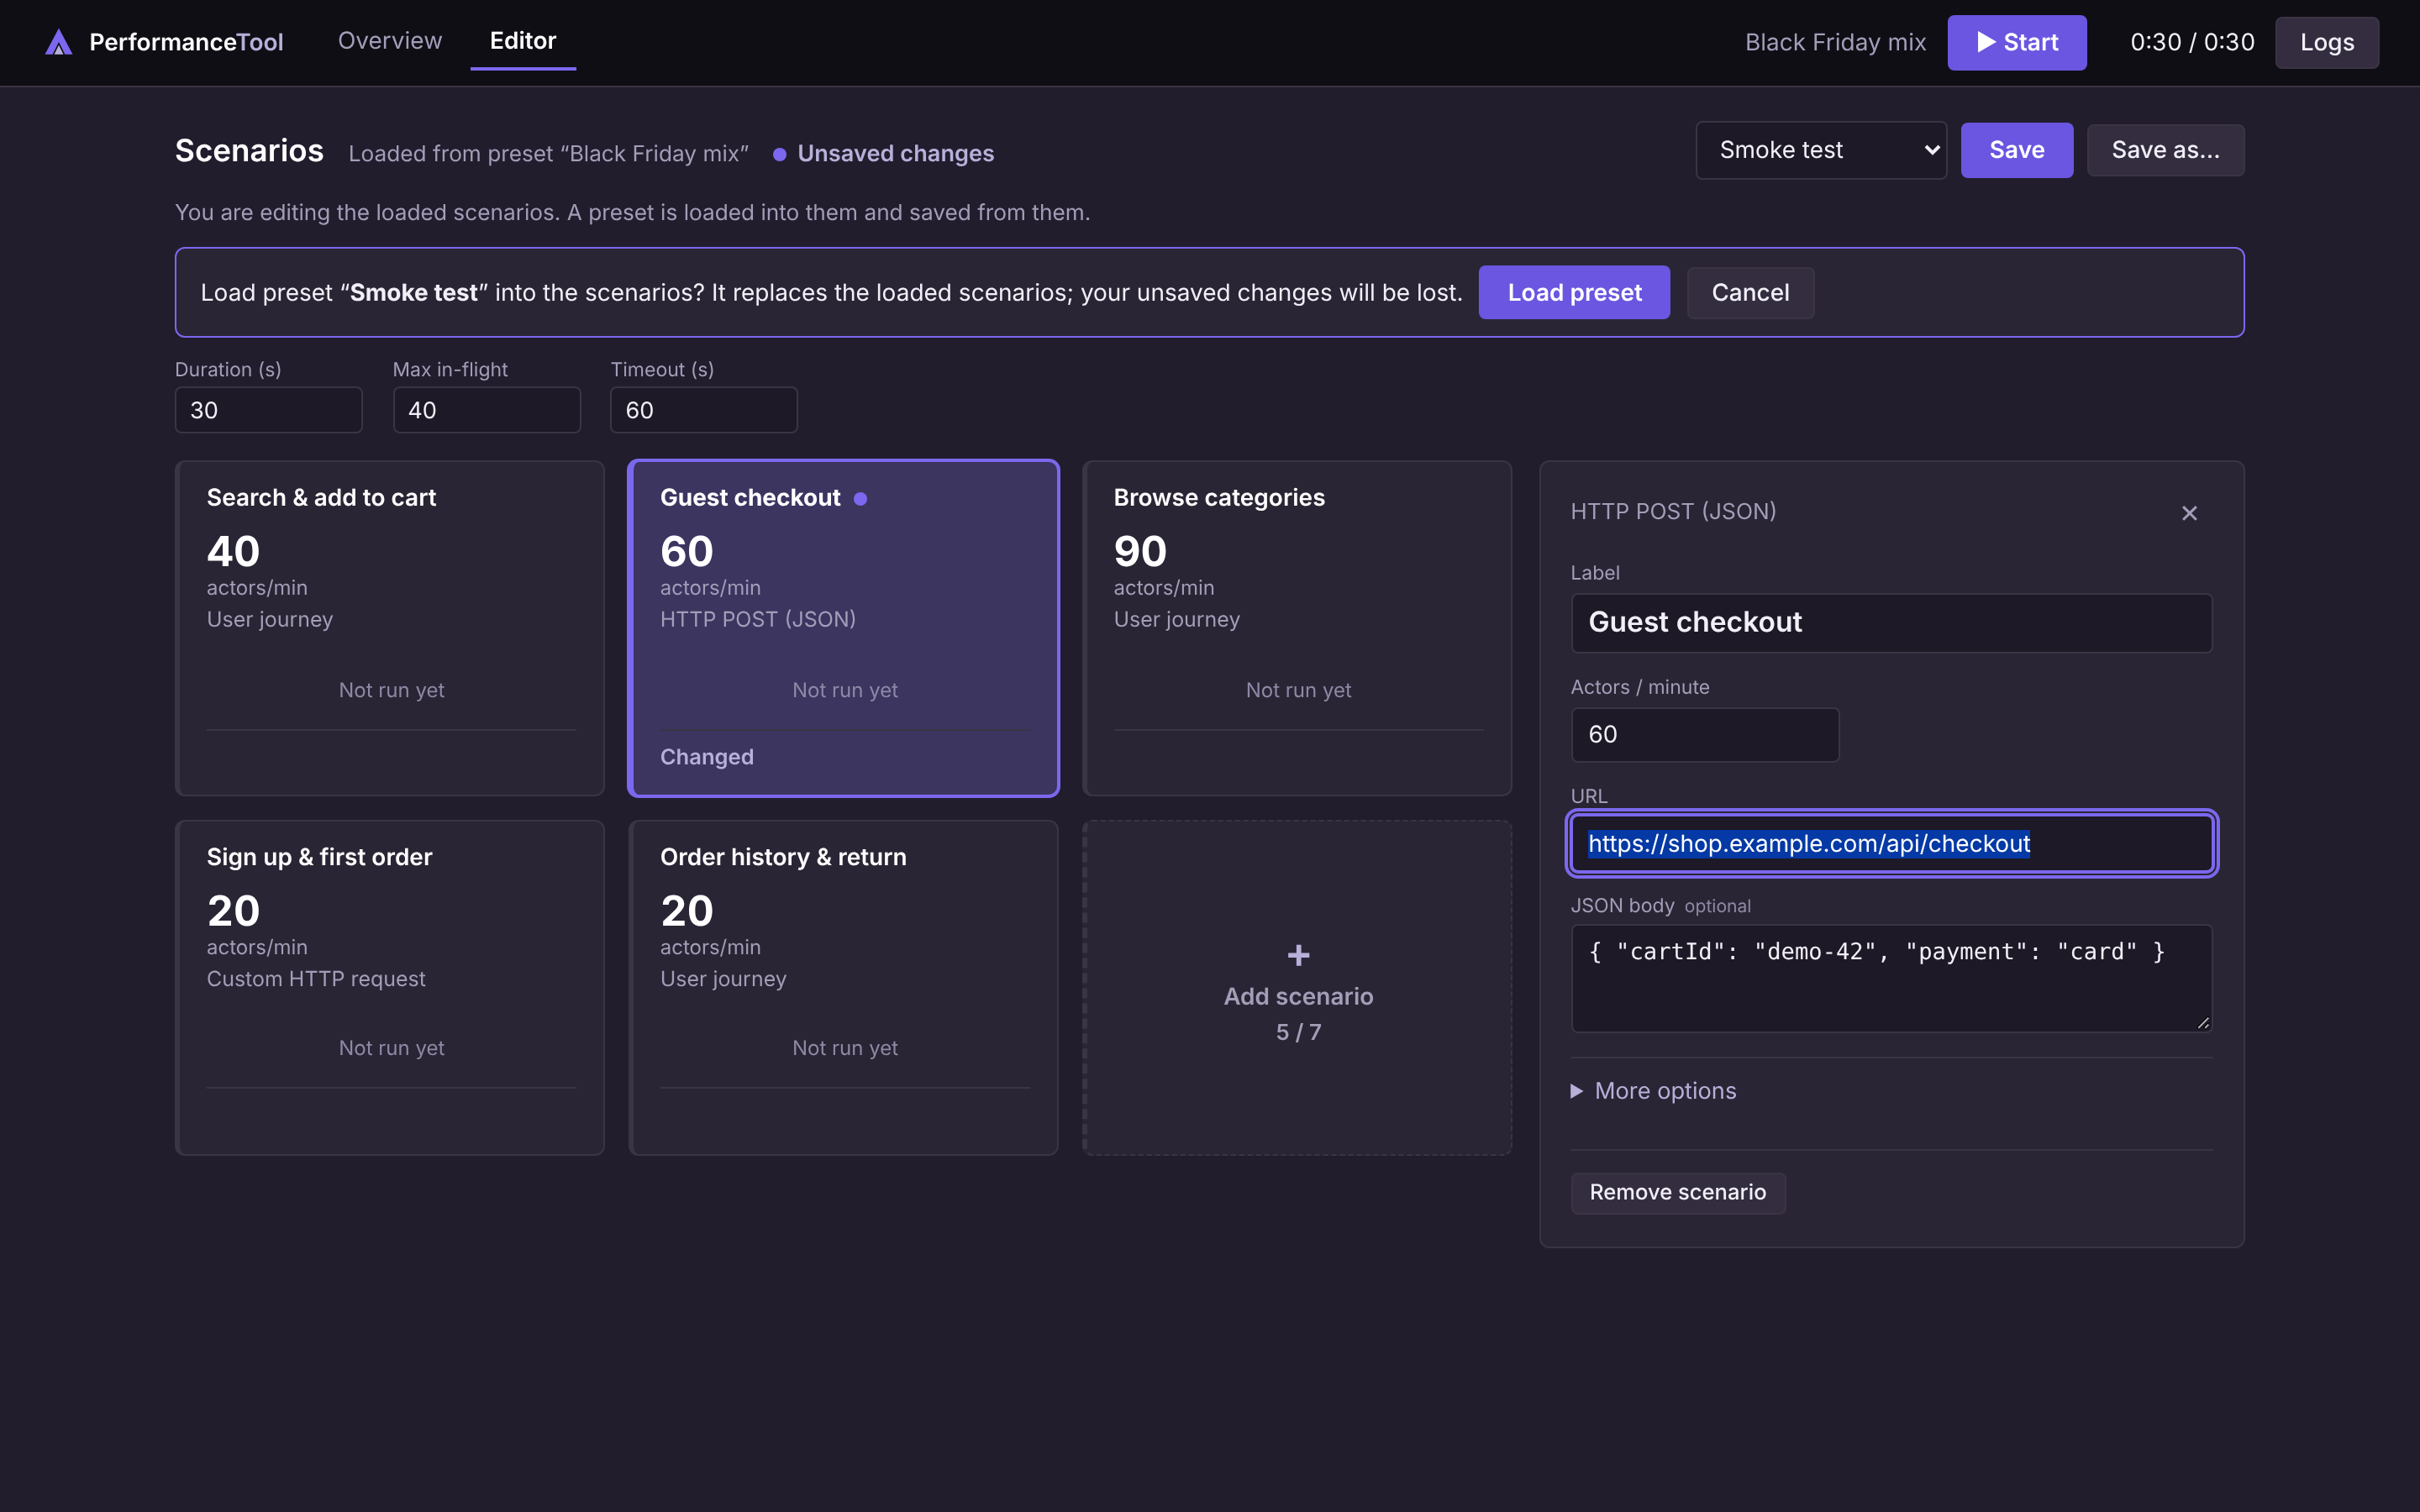 PerformanceTool
Overview
Editor
Black Friday mix
Start
0:30 / 0:30
Logs
Scenarios
Loaded from preset “Black Friday mix”
Unsaved changes
Smoke test
Save
Save as…
You are editing the loaded scenarios. A preset is loaded into them and saved from them.
Load preset “Smoke test” into the scenarios? It replaces the loaded scenarios; your unsaved changes will be lost.
Load preset
Cancel
Duration (s)
Max in-flight
Timeout (s)
30
40
60
Search & add to cart
40
actors/min
User journey
Not run yet
Guest checkout
60
actors/min
HTTP POST (JSON)
Not run yet
Changed
Browse categories
90
actors/min
User journey
Not run yet
Sign up & first order
20
actors/min
Custom HTTP request
Not run yet
Order history & return
20
actors/min
User journey
Not run yet
+
Add scenario
5 / 7
HTTP POST (JSON)
Label
Guest checkout
Actors / minute
60
URL
https://shop.example.com/api/checkout
JSON body optional
{ "cartId": "demo-42", "payment": "card" }
More options
Remove scenario